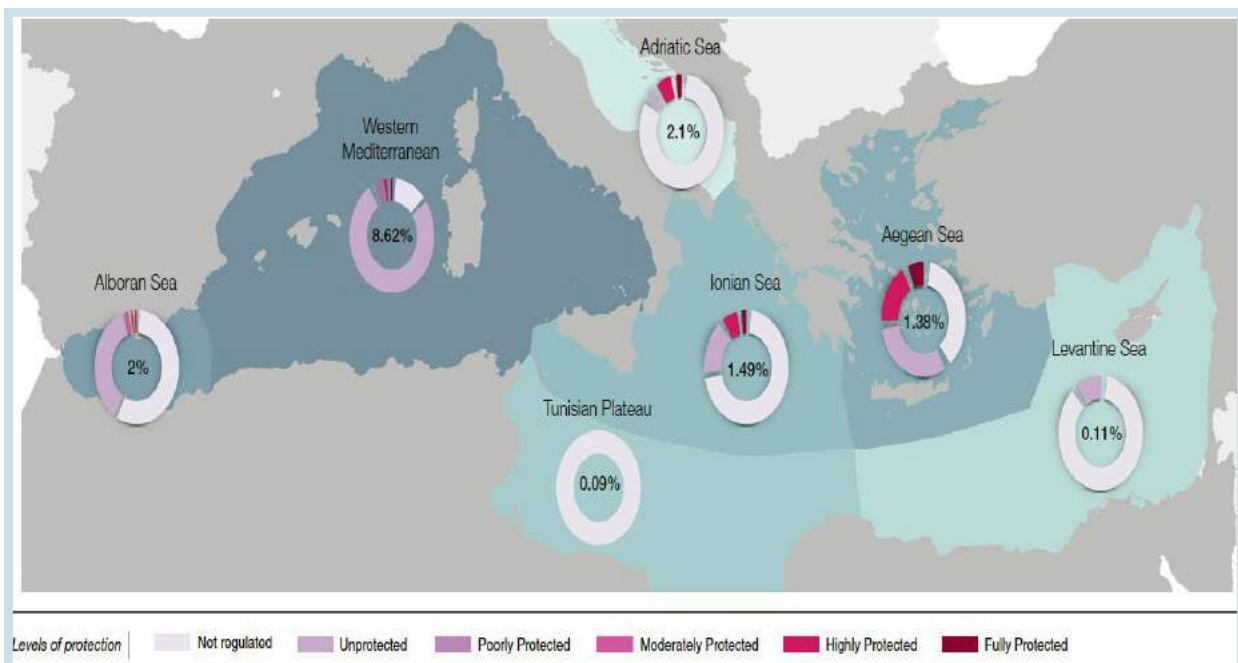 Adriatic Sea
2.1%
Western
Mediterranean
8.62%
Aegean Sea
1.38%
Alboran Sea
2%
Ionian Sea
1.49%
Levantine Sea
0.11%
Tunisian Plateau
0.09%
Levels of protection
Not rogulated
Unprotected
Poorly Protected
Moderately Protected
Highly Protected
Fully Protected